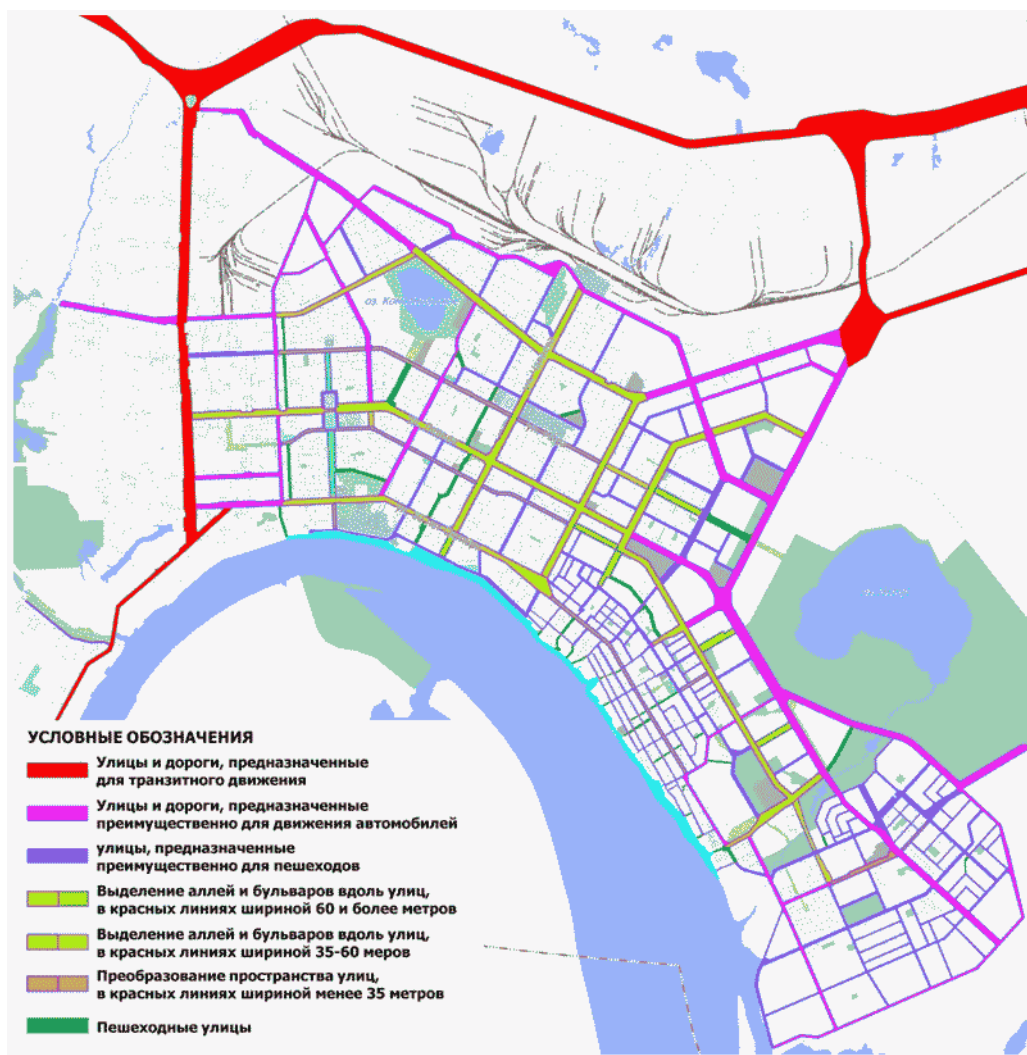 оз. Ком
УСЛОВНЫЕ ОБОЗНАЧЕНИЯ
Улицы и дороги, предназначенные
для транзитного движения
Улицы и дороги, предназначенные
преимущественно для движения автомобилей
улицы, предназначенные
преимущественно для пешеходов
Выделение аллей и бульваров вдоль улиц,
в красных линиях шириной 60 и более метров
Выделение аллей и бульваров вдоль улиц,
в красных линиях шириной 35-60 меров
Преобразование пространства улиц,
в красных линиях шириной менее 35 метров
Пешеходные улицы